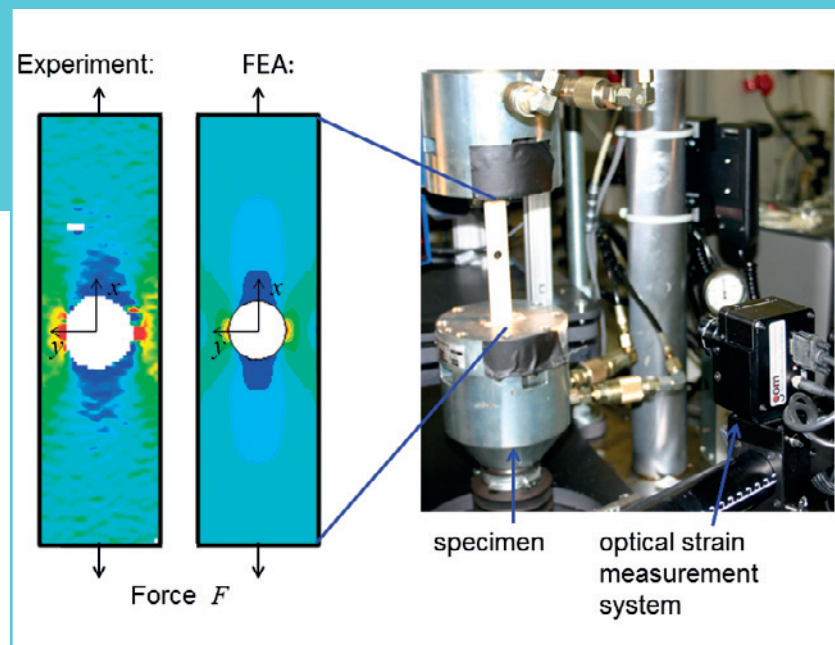 Experiment:
FEA:
x
y
x
y
gom
specimen
optical strain
measurement
system
Force F